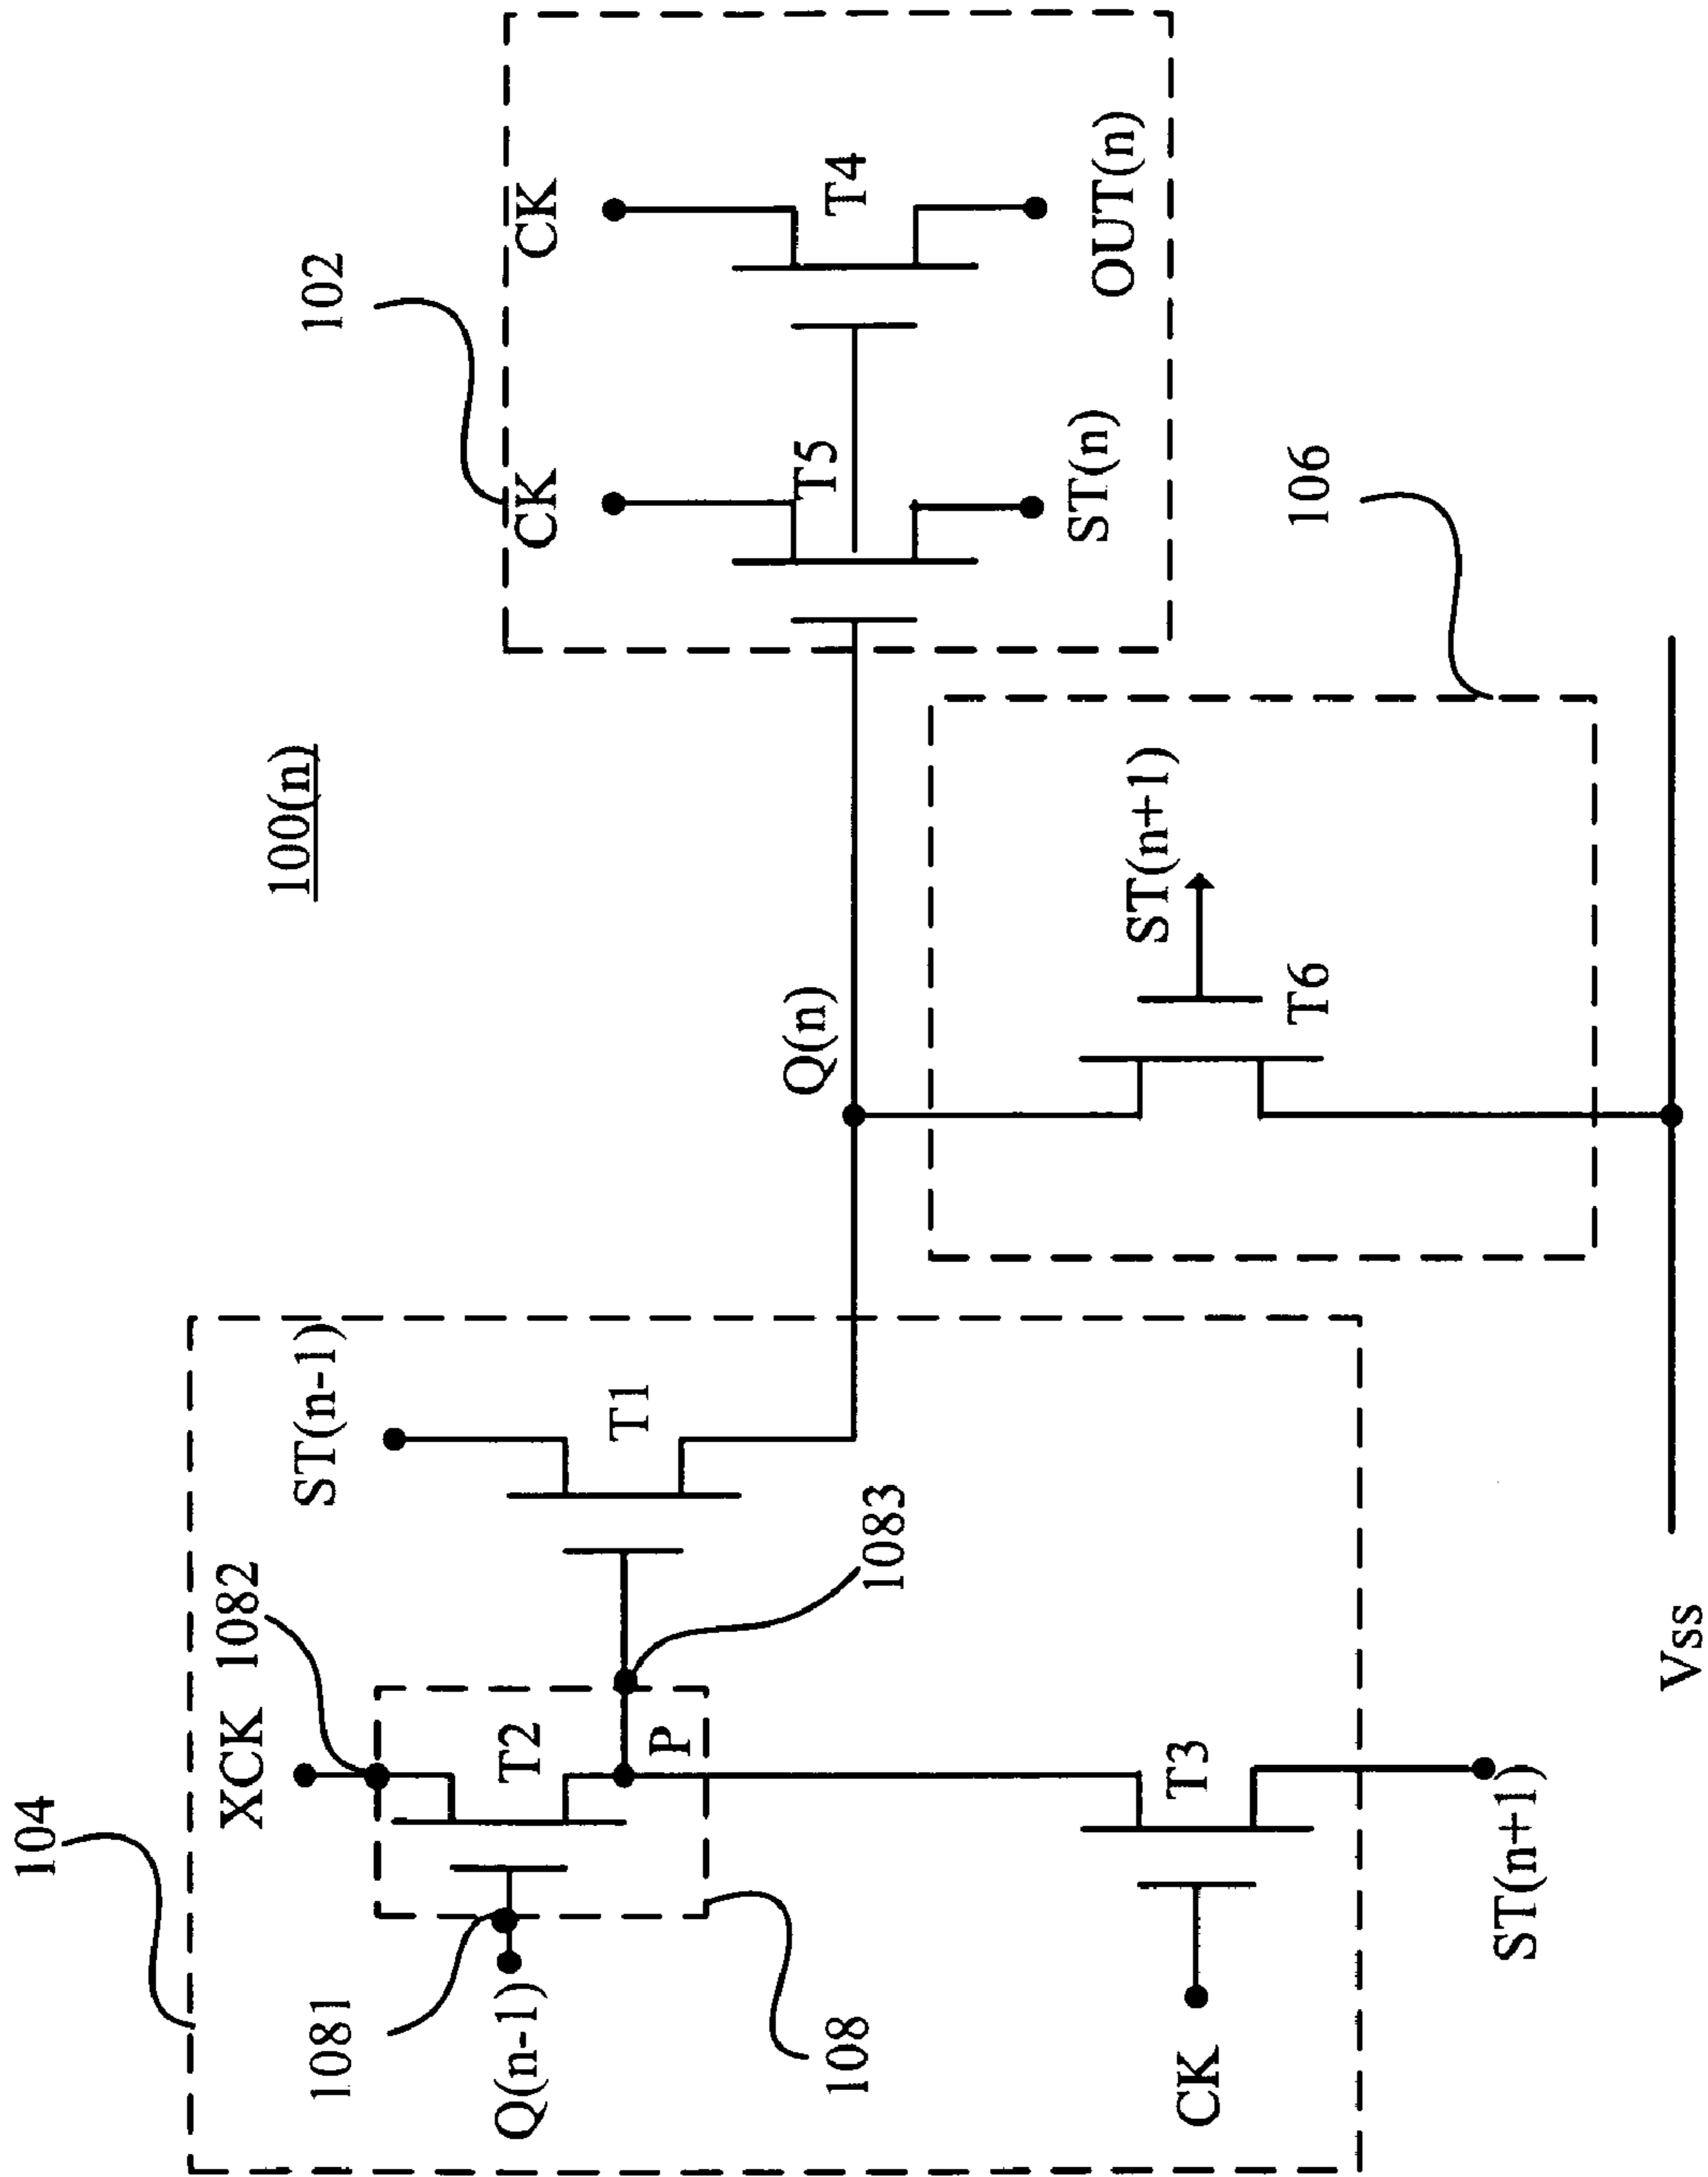 100(n)
104
XCK
1082
ST(n-1)
102
CK
CK
T2
T1
T5
T4
1081
Q(n-1)
P
1083
Q(n)
108
ST(n)
OUT(n)
CK
T3
ST(n+1)
T6
106
ST(n+1)
Vss